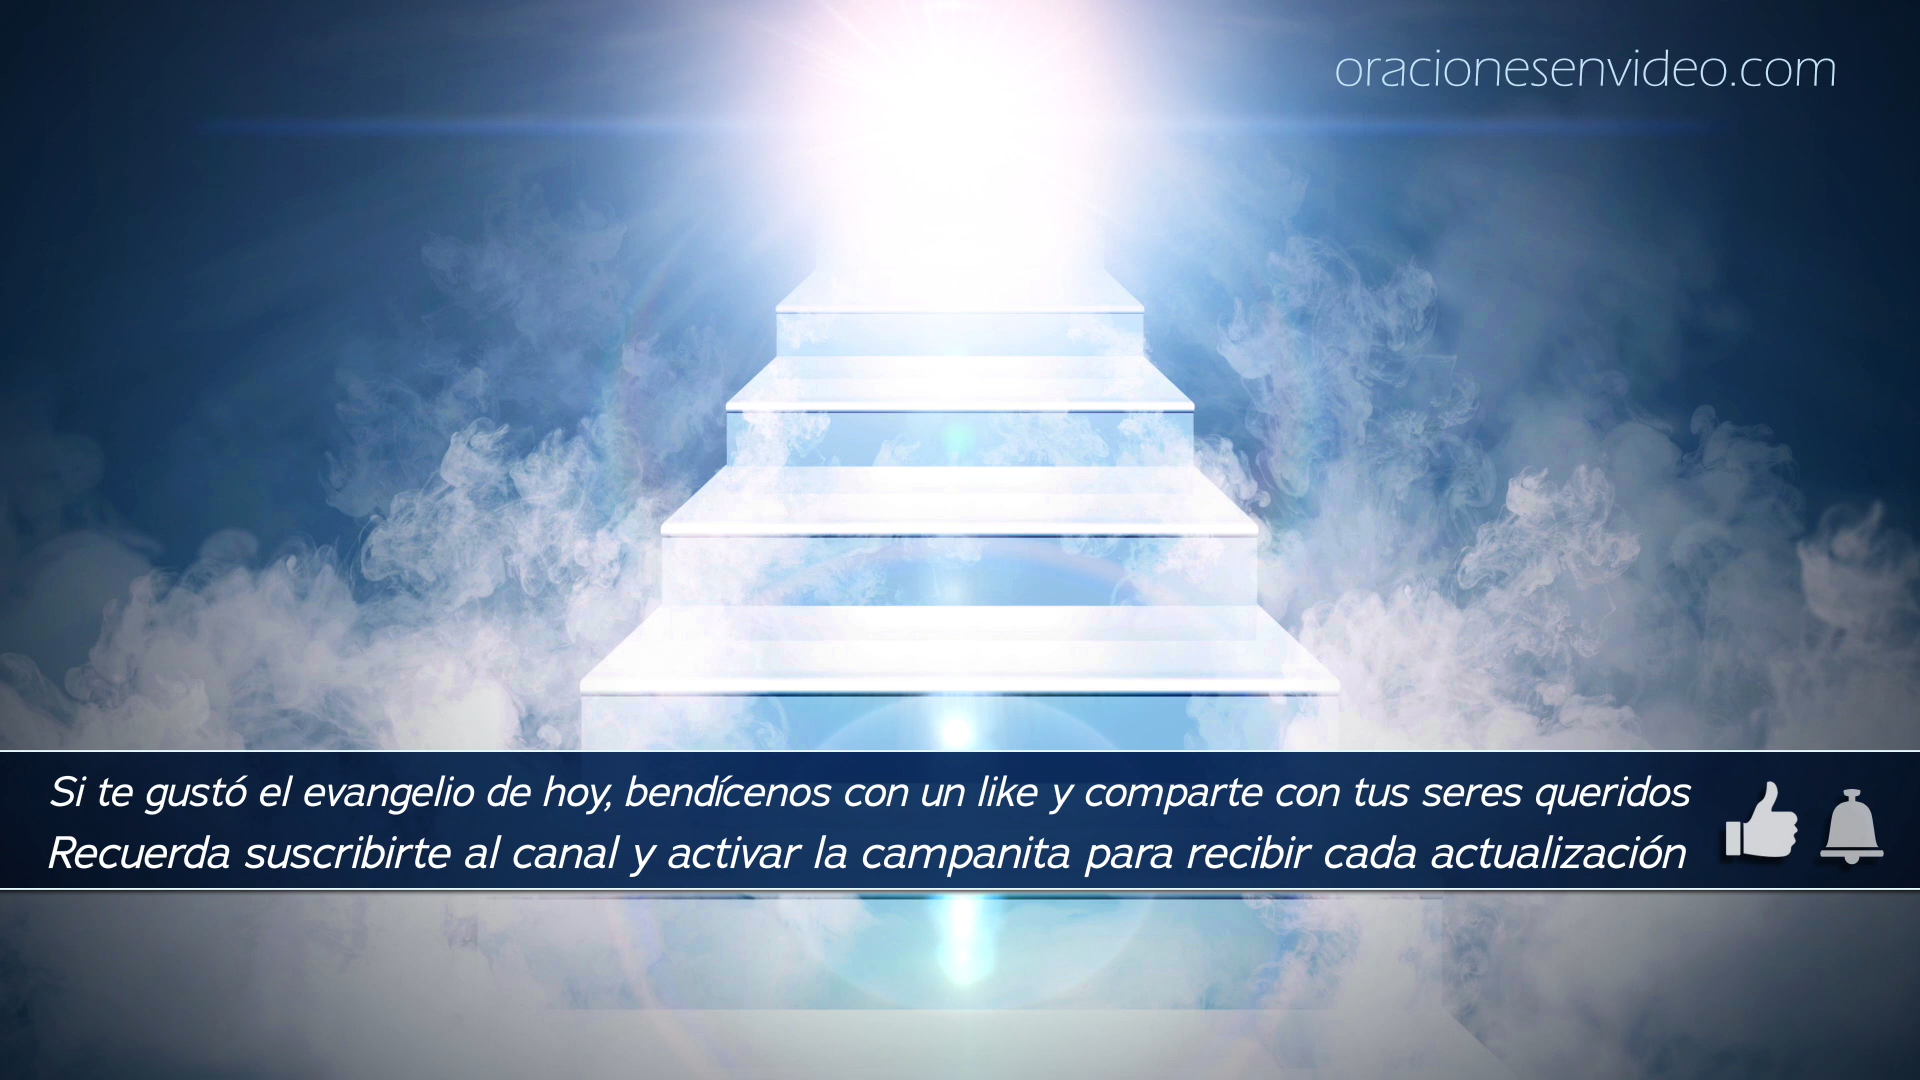 oracionesenvideo.com
Si te gustó el evangelio de hoy, bendícenos con un like y comparte con tus seres queridos
Recuerda suscribirte al canal y activar la campanita para recibir cada actualización